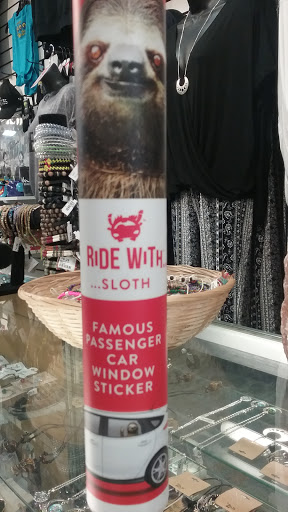 RiDE WiTH
...SLOTH
FAMOUS
PASSENGER
CAR
WINDOW
STICKER